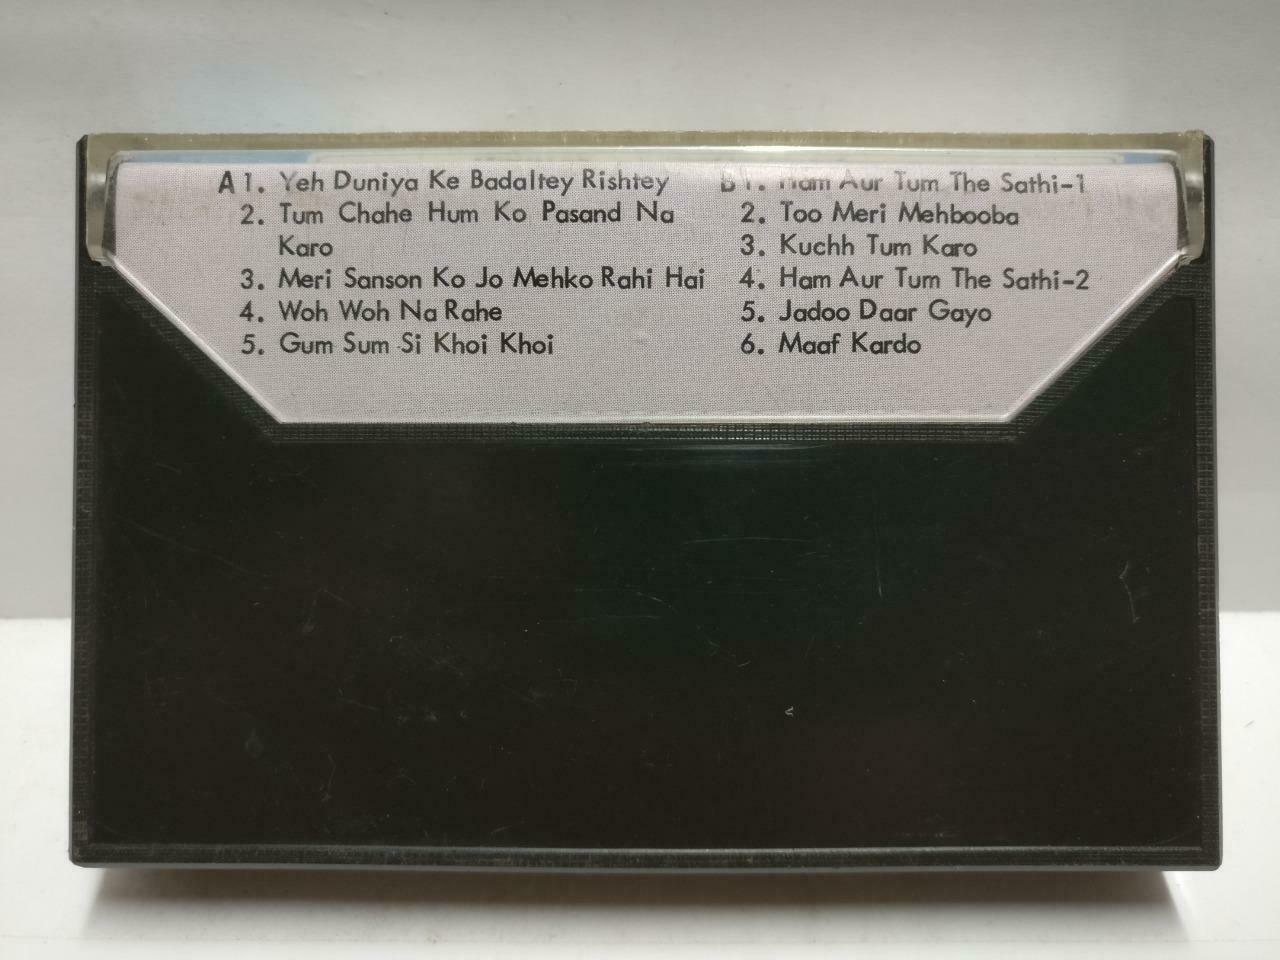 A 1. Yeh Duniya Ke Badaltey Rishtey
2. Tum Chahe Hum Ko Pasand Na
Karo
3. Meri Sanson Ko Jo Mehko Rahi Hai
4. Woh Woh Na Rahe
5. Gum Sum Si Khoi Khoi
B 1. Ham Aur Tum The Sathi-1
2. Too Meri Mehbooba
3. Kuchh Tum Karo
4. Ham Aur Tum The Sathi-2
5. Jadoo Daar Gayo
6. Maaf Kardo